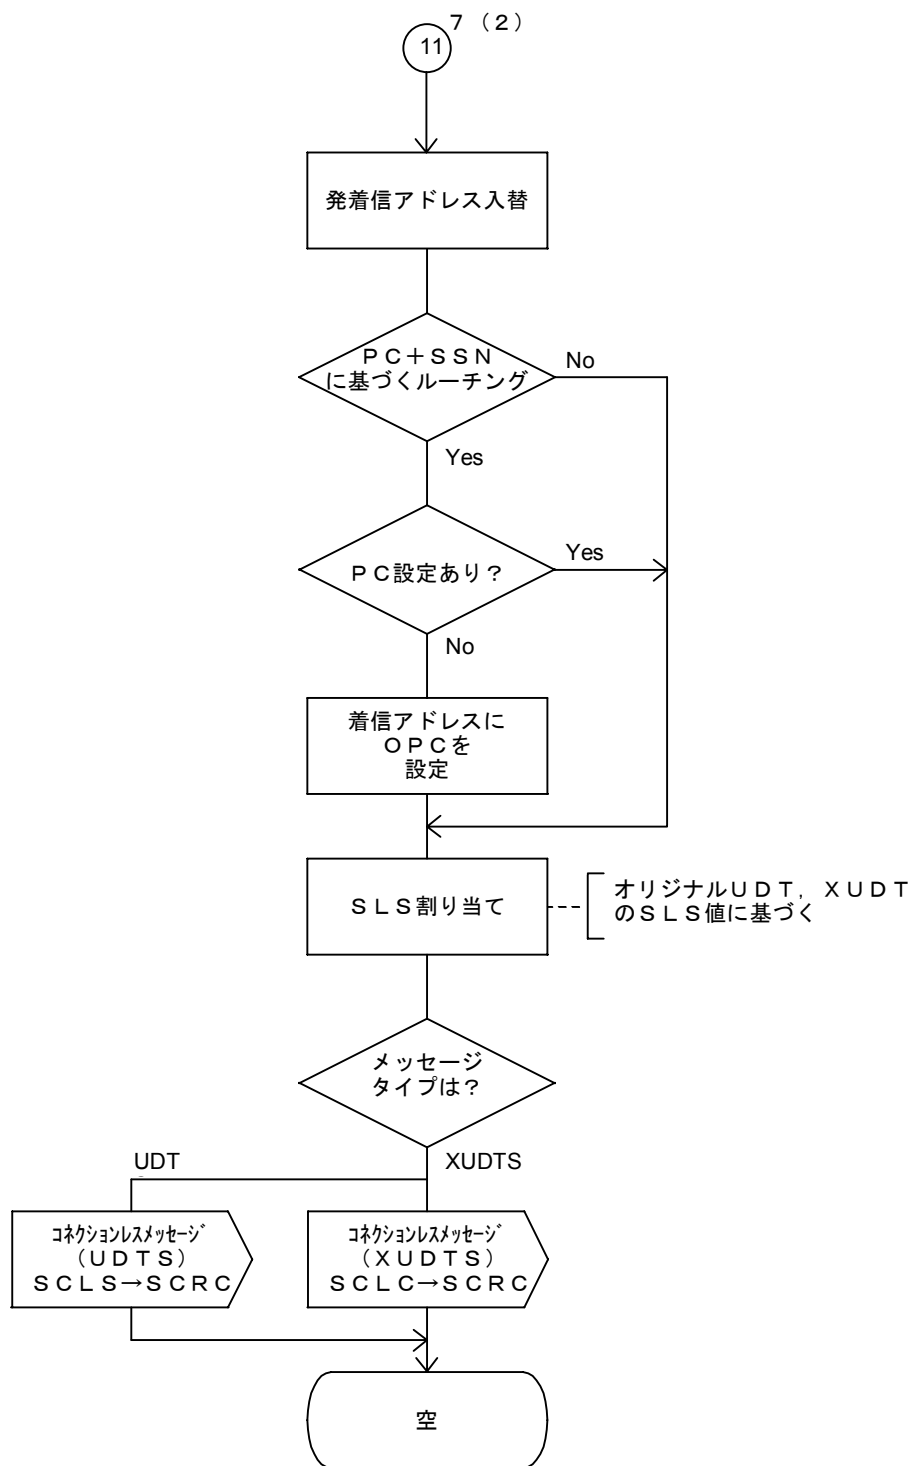 7 （２）
11
発着信アドレス入替
ＰＣ＋ＳＳＮ
に基づくルーチング
No
Yes
ＰＣ設定あり？
Yes
No
着信アドレスに
ＯＰＣを
設定
ＳＬＳ割り当て
オリジナルＵＤＴ，ＸＵＤＴ
のＳＬＳ値に基づく
メッセージ
タイプは？
UDT
XUDTS
ｺﾈｸｼｮﾝﾚｽﾒｯｾｰｼﾞ
（ＵＤＴＳ）
ＳＣＬＳ→ＳＣＲＣ
ｺﾈｸｼｮﾝﾚｽﾒｯｾｰｼﾞ
（ＸＵＤＴＳ）
ＳＣＬＣ→ＳＣＲＣ
空